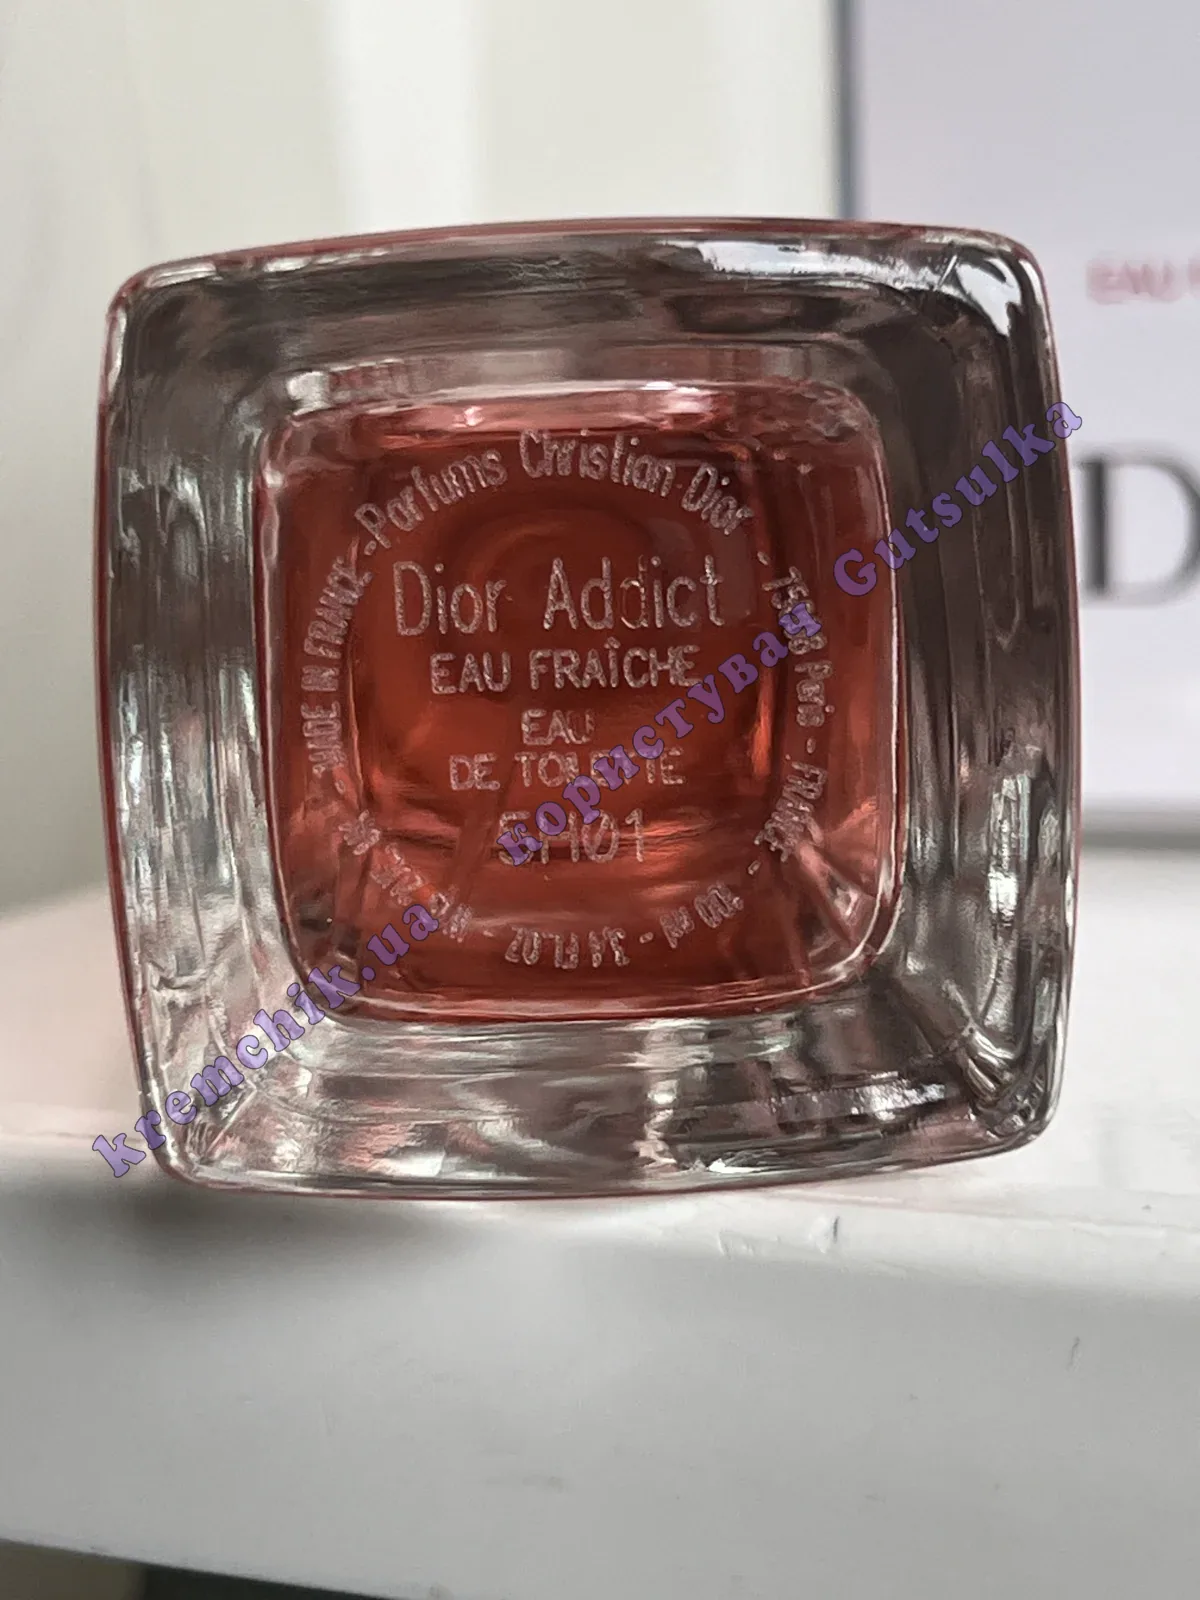 Parfums Christian Dior - 75008 Paris - FRANCE -
Dior Addict
EAU FRAÎCHE
EAU
DE TOILETTE
5H01
100 ml - 3,4 FL.OZ
MADE IN FRANCE -
EAU
D
kremchik.ua користувач Gutsulka